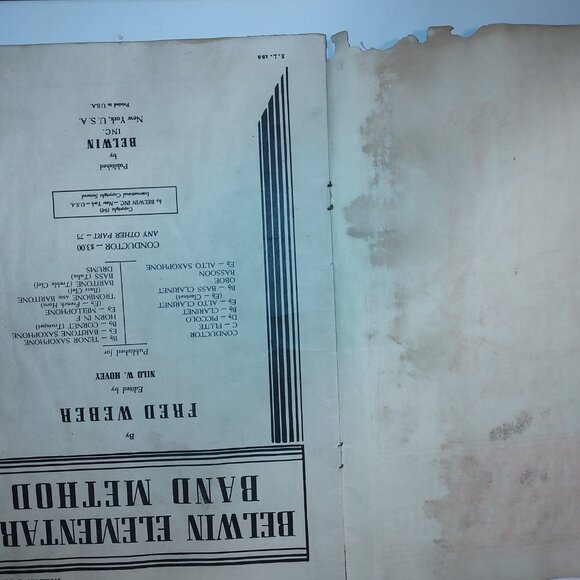 BELWIN ELEMENTAR
BAND METHOD
By
FRED WEBER
Edited by
NILO W. HOVEY
Published for
CONDUCTOR
C — FLUTE
D♭ — PICCOLO
B♭ — CLARINET
E♭ — ALTO CLARINET
(E♭ — Clarinet)
B♭ — BASS CLARINET
OBOE
BASSOON
E♭ — ALTO SAXOPHONE
B♭ — TENOR SAXOPHONE
E♭ — BARITONE SAXOPHONE
B♭ — CORNET (Trumpet)
HORN IN F
E♭ — MELLOPHONE
(E♭ — French Horn)
TROMBONE AND BARITONE
(Bass Clef)
BARITONE (Treble Clef)
BASS (Tuba)
DRUMS
CONDUCTOR — $3.00
ANY OTHER PART — .75
Copyright 1945
by BELWIN INC — New York — U.S.A.
International Copyright Secured
Published
by
BELWIN
INC.
New York, U. S. A.
Printed in U.S.A.
E.L. 188